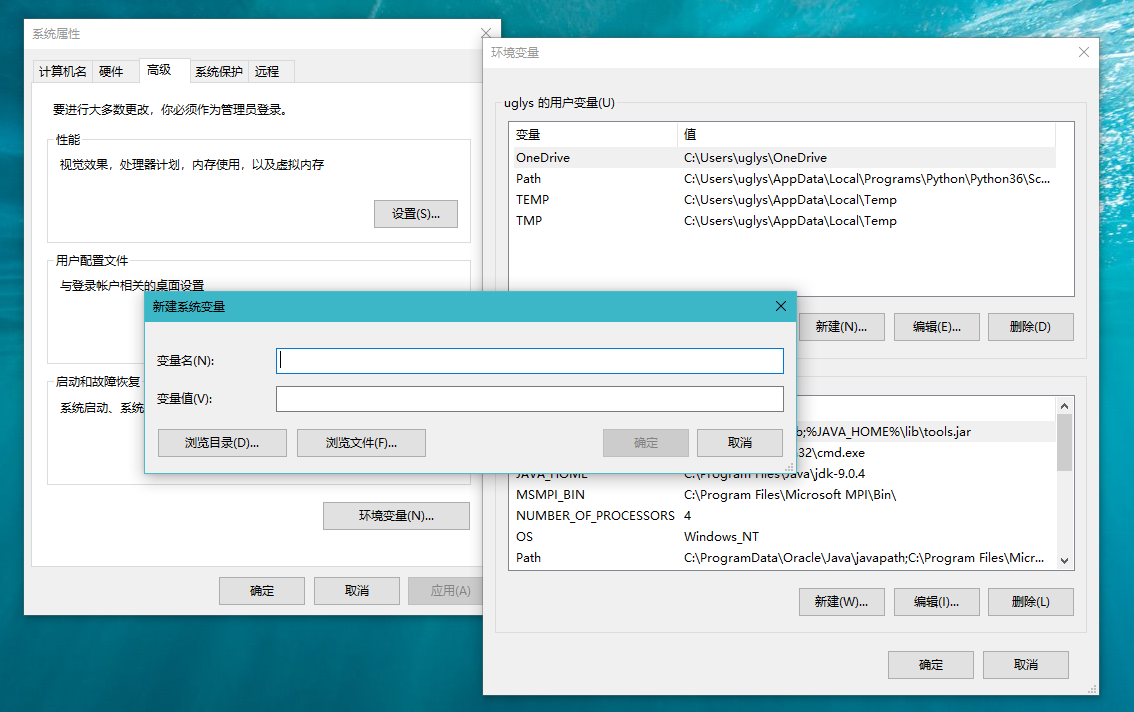 系统属性
计算机名
硬件
高级
系统保护
远程
要进行大多数更改，你必须作为管理员登录。
性能
视觉效果，处理器计划，内存使用，以及虚拟内存
设置(S)...
用户配置文件
与登录帐户相关的桌面设置
启动和故障恢复
系统启动、系统
环境变量(N)...
确定
取消
应用(A)
环境变量
uglys 的用户变量(U)
变量 值
OneDrive C:\Users\uglys\OneDrive
Path C:\Users\uglys\AppData\Local\Programs\Python\Python36\Sc...
TEMP C:\Users\uglys\AppData\Local\Temp
TMP C:\Users\uglys\AppData\Local\Temp
新建(N)...
编辑(E)...
删除(D)
新建系统变量
变量名(N):
变量值(V):
浏览目录(D)...
浏览文件(F)...
确定
取消
b;%JAVA_HOME%\lib\tools.jar
32\cmd.exe
JAVA_HOME C:\Program Files\Java\jdk-9.0.4
MSMPI_BIN C:\Program Files\Microsoft MPI\Bin\
NUMBER_OF_PROCESSORS 4
OS Windows_NT
Path C:\ProgramData\Oracle\Java\javapath;C:\Program Files\Micr...
新建(W)...
编辑(I)...
删除(L)
确定
取消